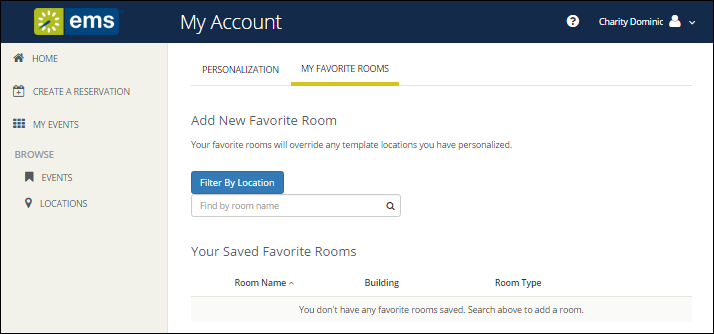 ems
My Account
Charity Dominic
HOME
CREATE A RESERVATION
MY EVENTS
BROWSE
EVENTS
LOCATIONS
PERSONALIZATION
MY FAVORITE ROOMS
Add New Favorite Room
Your favorite rooms will override any template locations you have personalized.
Filter By Location
Find by room name
Your Saved Favorite Rooms
Room Name Building Room Type
You don't have any favorite rooms saved. Search above to add a room.